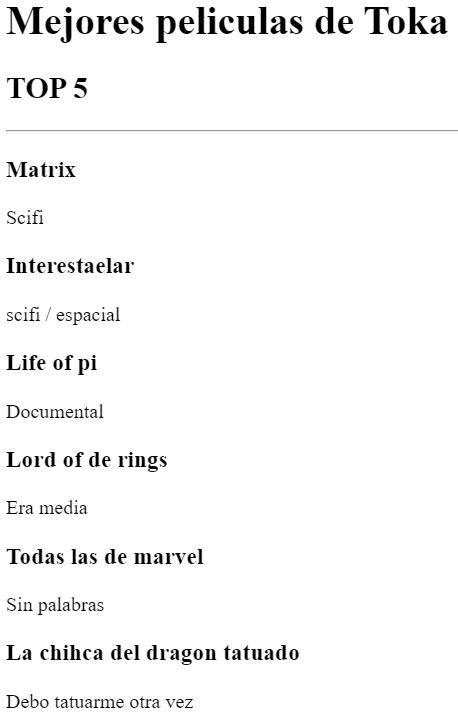 Mejores peliculas de Toka
TOP 5
Matrix
Scifi
Interestaelar
scifi / espacial
Life of pi
Documental
Lord of de rings
Era media
Todas las de marvel
Sin palabras
La chihca del dragon tatuado
Debo tatuarme otra vez